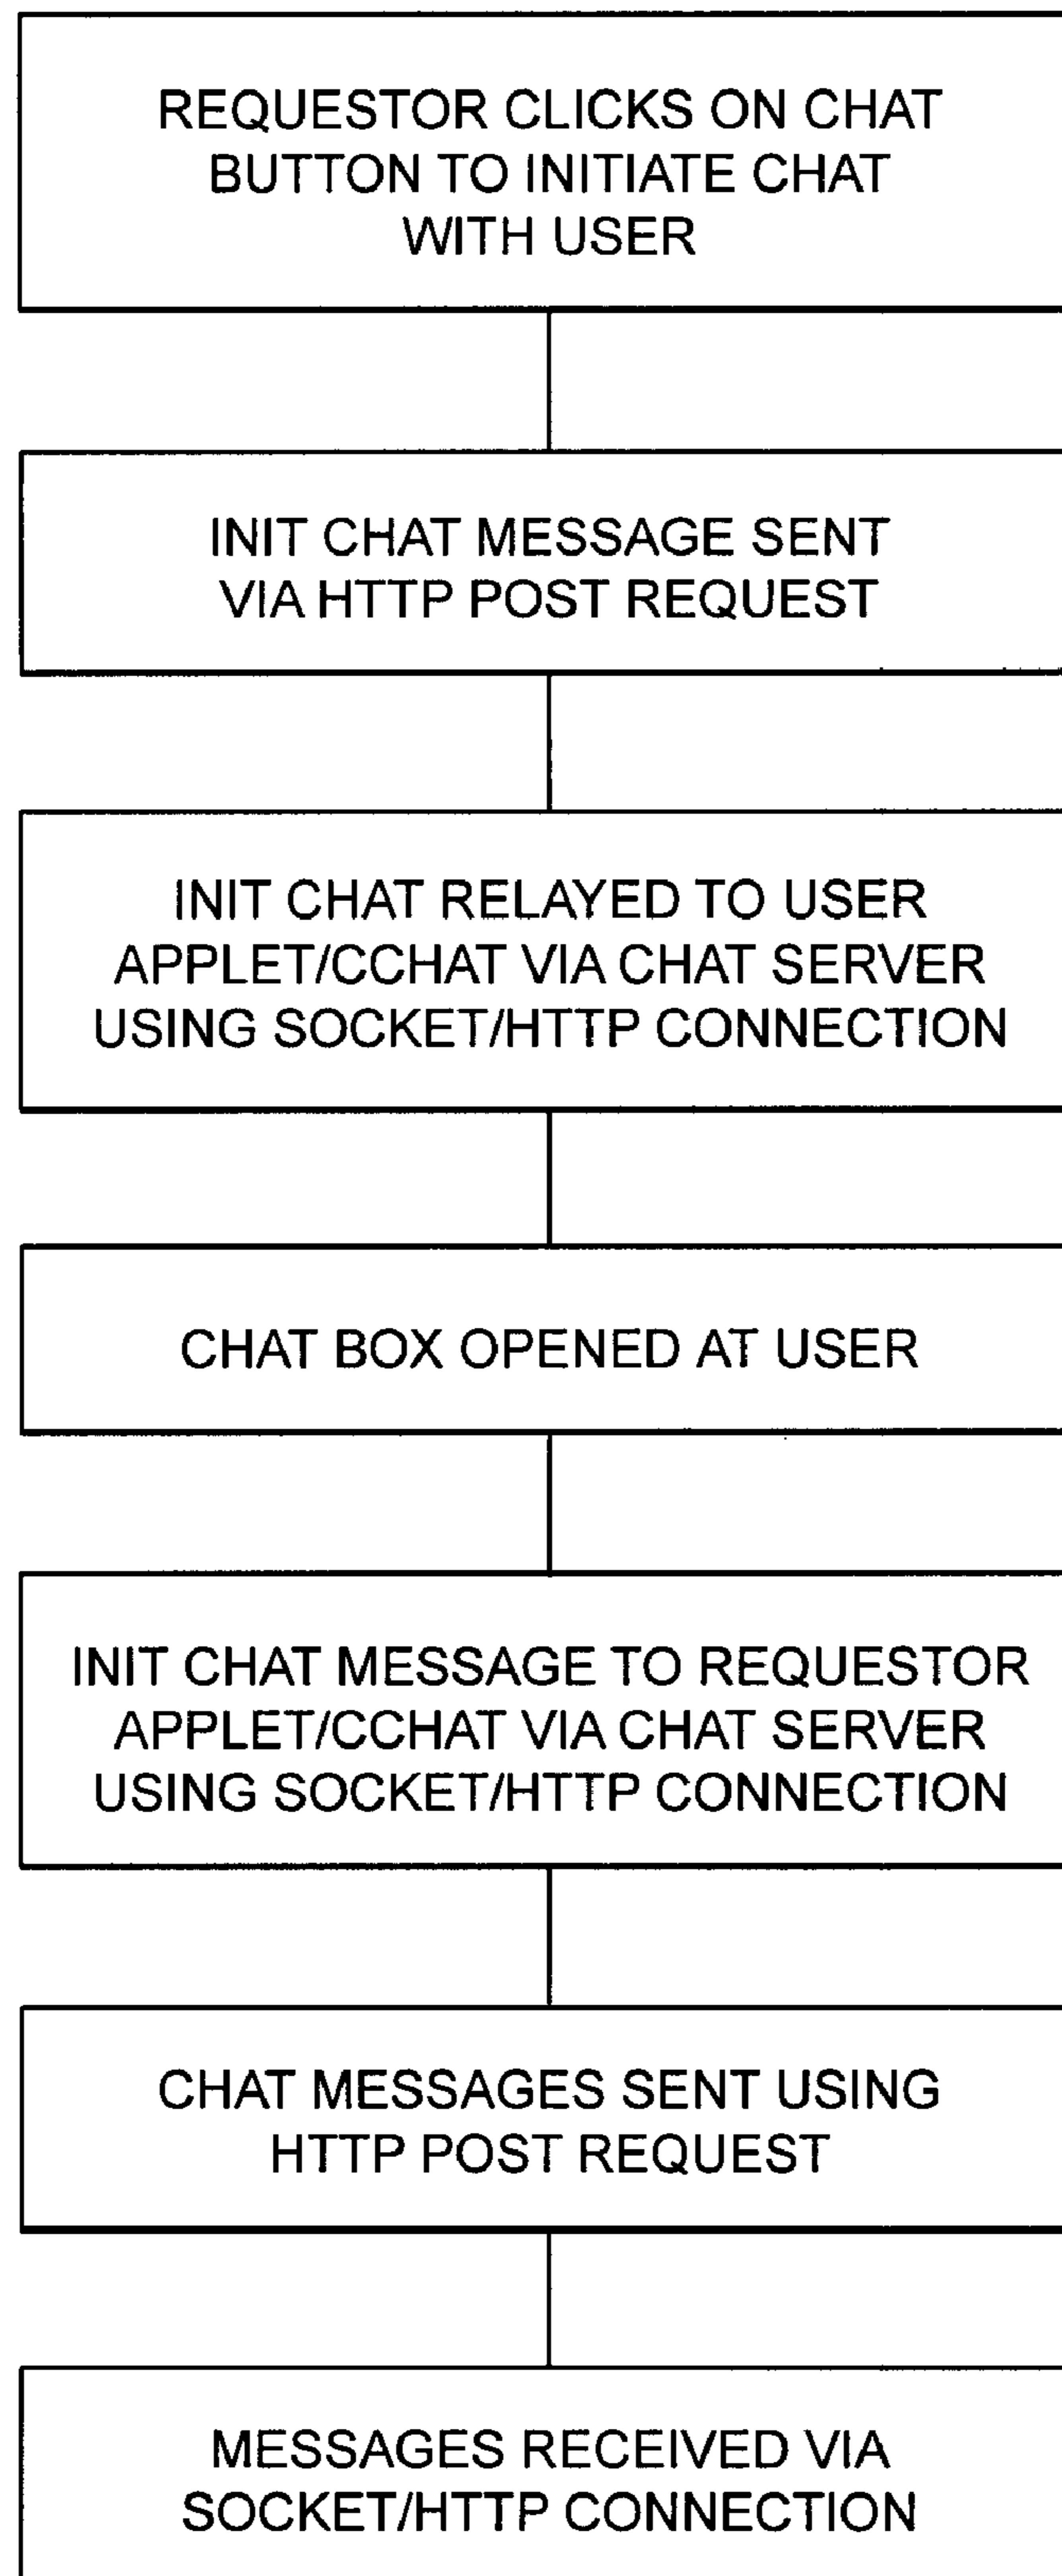 REQUESTOR CLICKS ON CHAT
BUTTON TO INITIATE CHAT
WITH USER
INIT CHAT MESSAGE SENT
VIA HTTP POST REQUEST
INIT CHAT RELAYED TO USER
APPLET/CCHAT VIA CHAT SERVER
USING SOCKET/HTTP CONNECTION
CHAT BOX OPENED AT USER
INIT CHAT MESSAGE TO REQUESTOR
APPLET/CCHAT VIA CHAT SERVER
USING SOCKET/HTTP CONNECTION
CHAT MESSAGES SENT USING
HTTP POST REQUEST
MESSAGES RECEIVED VIA
SOCKET/HTTP CONNECTION